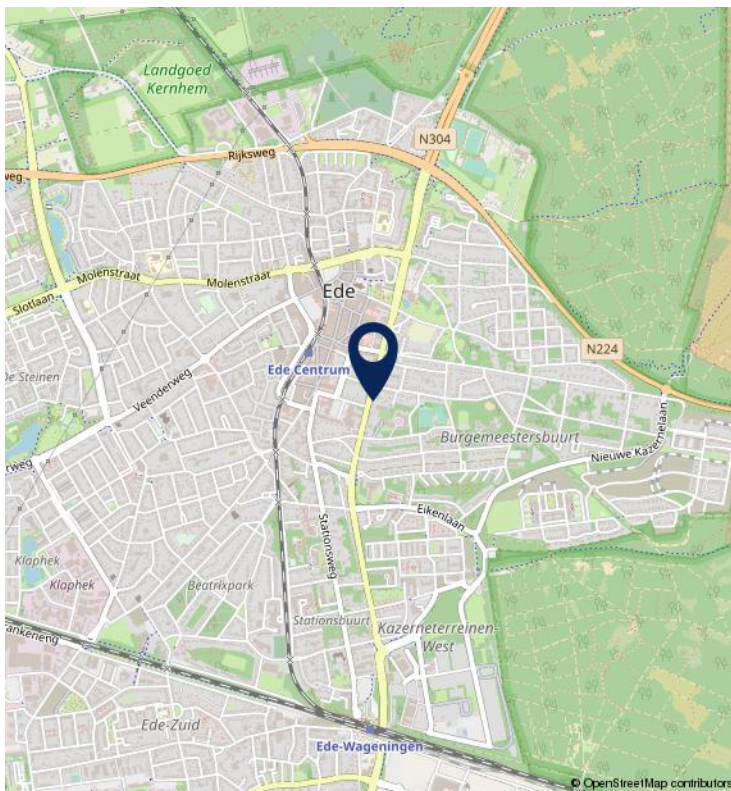 Landgoed
Kernhem
N304
Rijksweg
weg
Molenstraat
Molenstraat
Slotlaan
Ede
N224
Ede Centrum
De Steinen
Veenderweg
Burgemeestersbuurt
Nieuwe Kazernelaan
erweg
Eikenlaan
Stationsweg
Klaphek
Klaphek
Beatrixpark
Stationsbuurt
Kazerneterreinen-
West
ankeneng
Ede-Zuid
Ede-Wageningen
© OpenStreetMap contributors